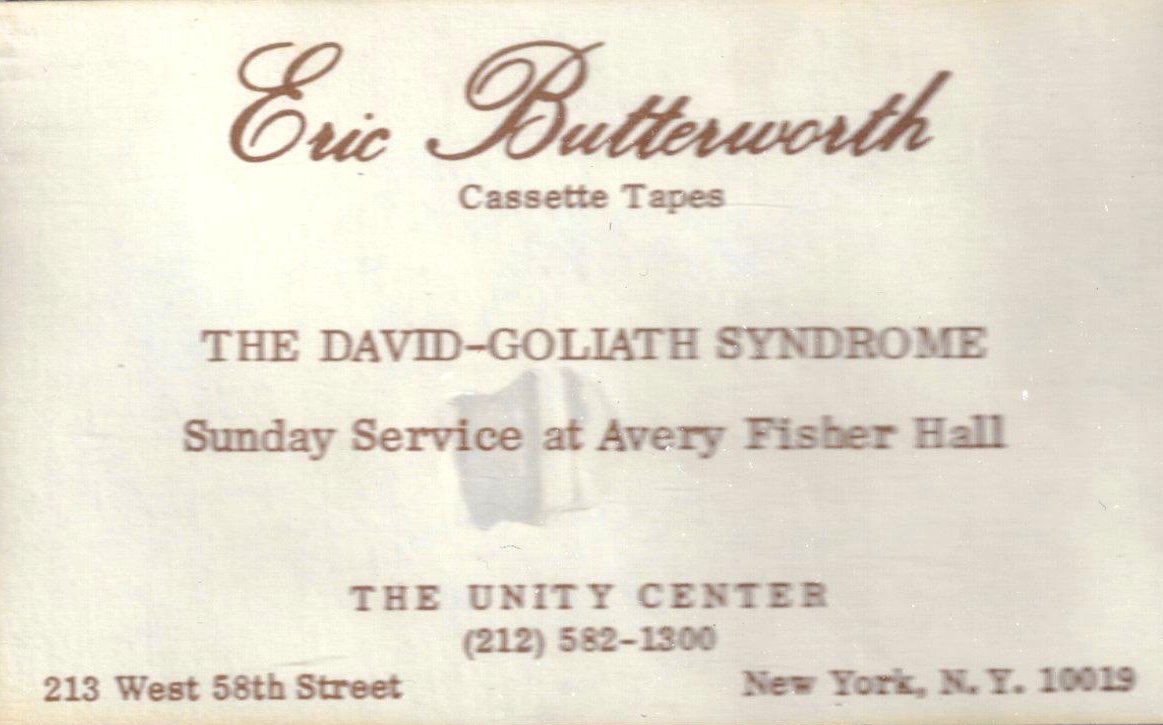 Eric Butterworth
Cassette Tapes
THE DAVID-GOLIATH SYNDROME
Sunday Service at Avery Fisher Hall
THE UNITY CENTER
(212) 582-1300
213 West 58th Street New York, N.Y. 10019